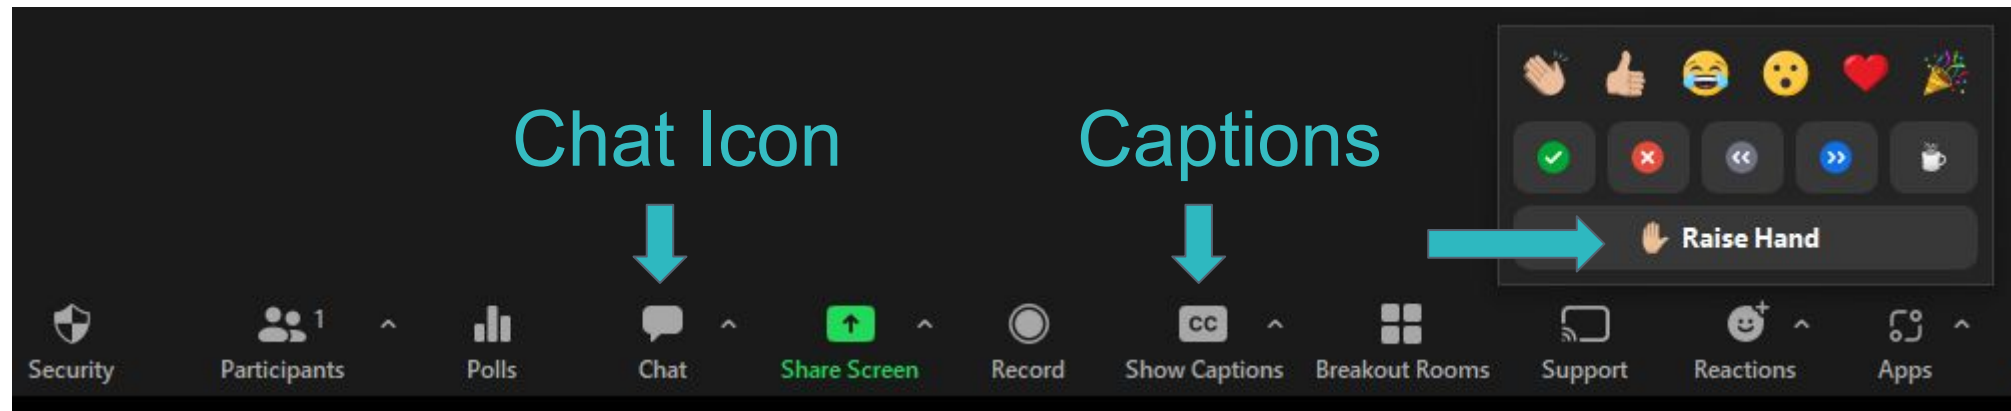 Chat Icon
Captions
Raise Hand
1
CC
Security
Participants
Polls
Chat
Share Screen
Record
Show Captions
Breakout Rooms
Support
Reactions
Apps